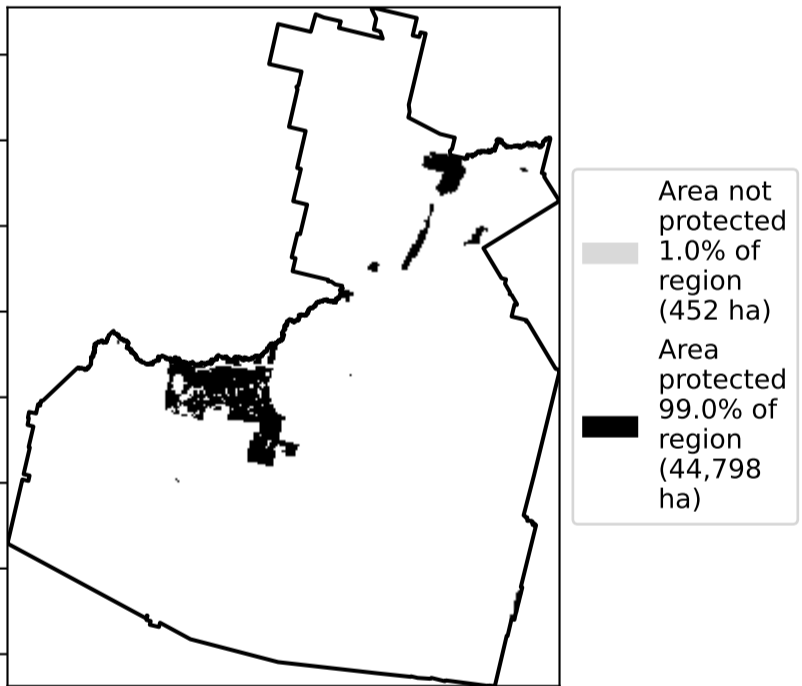 Area not
protected
1.0% of
region
(452 ha)
Area
protected
99.0% of
region
(44,798
ha)